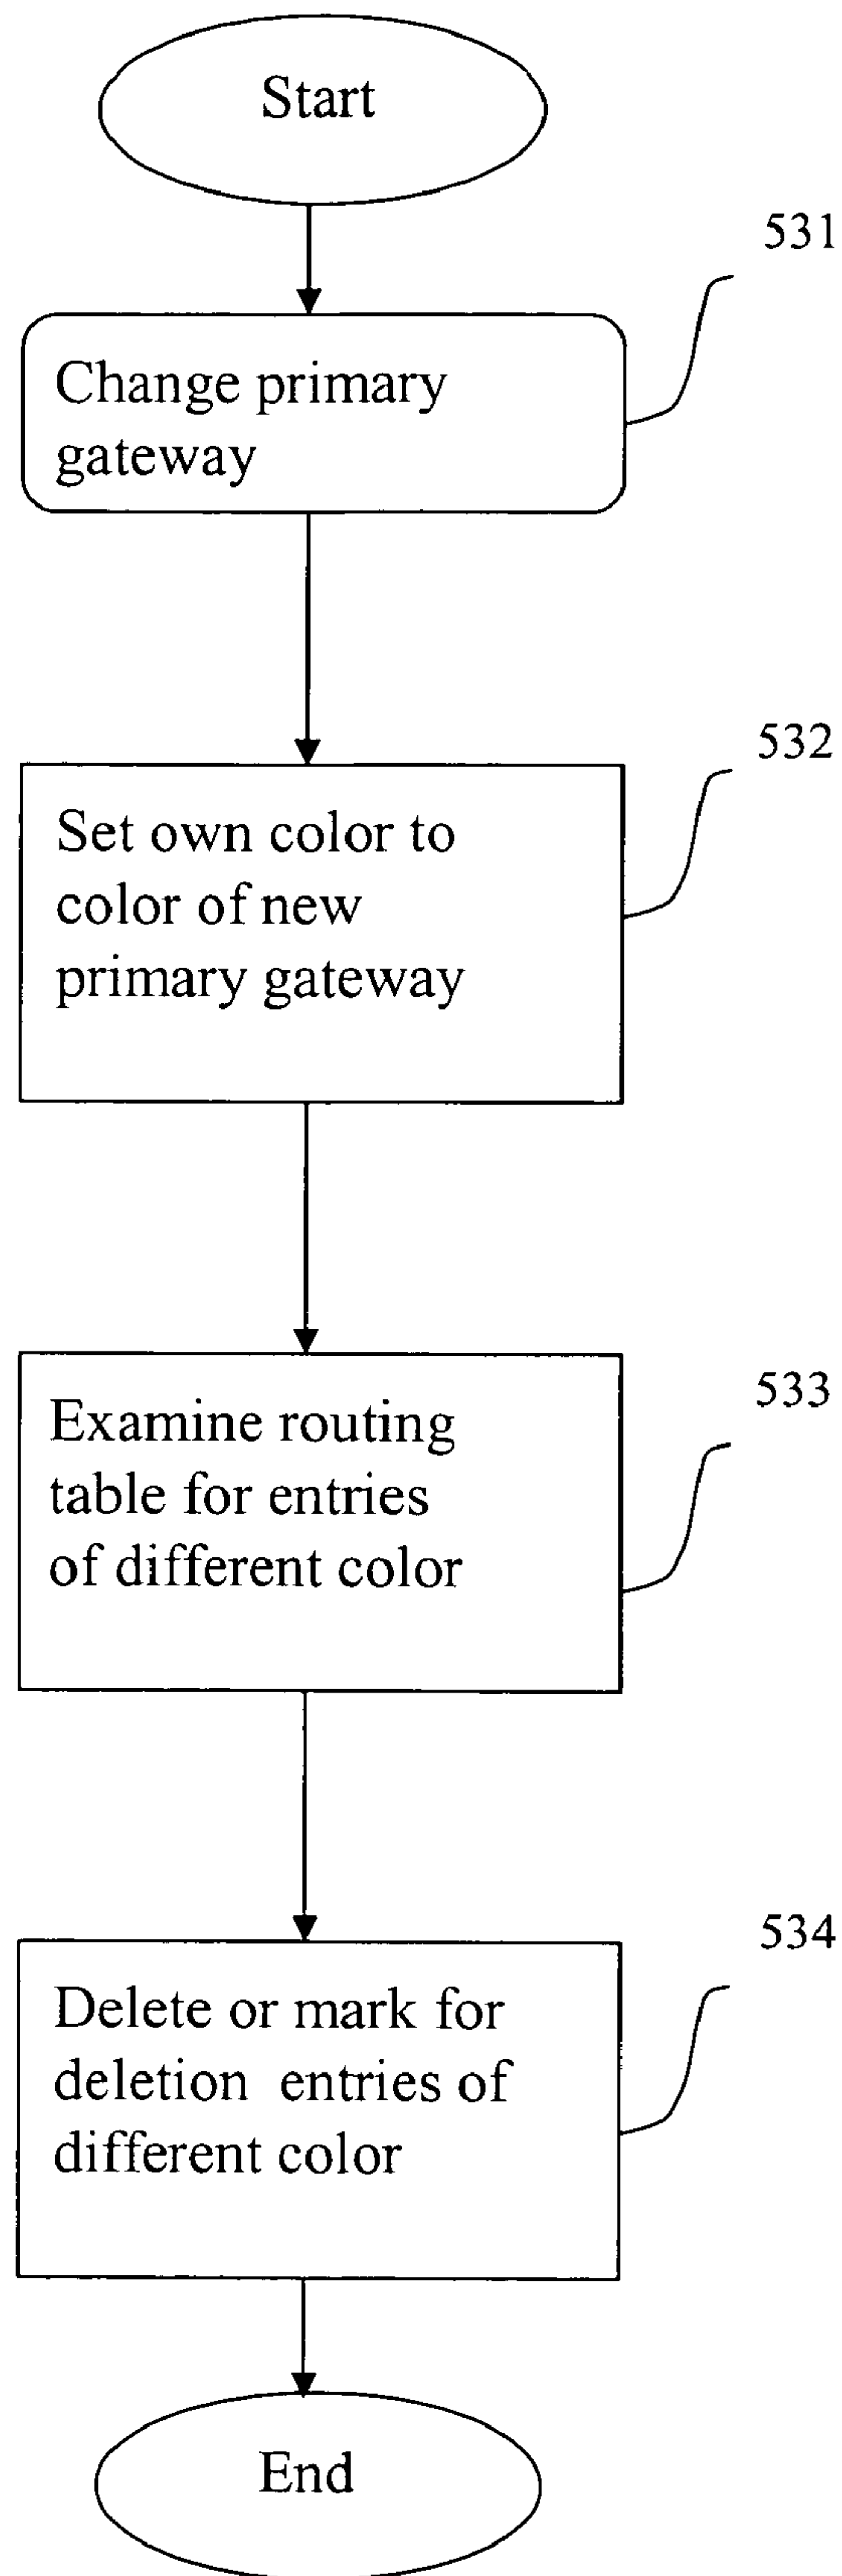 Start
531
Change primary
gateway
532
Set own color to
color of new
primary gateway
533
Examine routing
table for entries
of different color
534
Delete or mark for
deletion entries of
different color
End